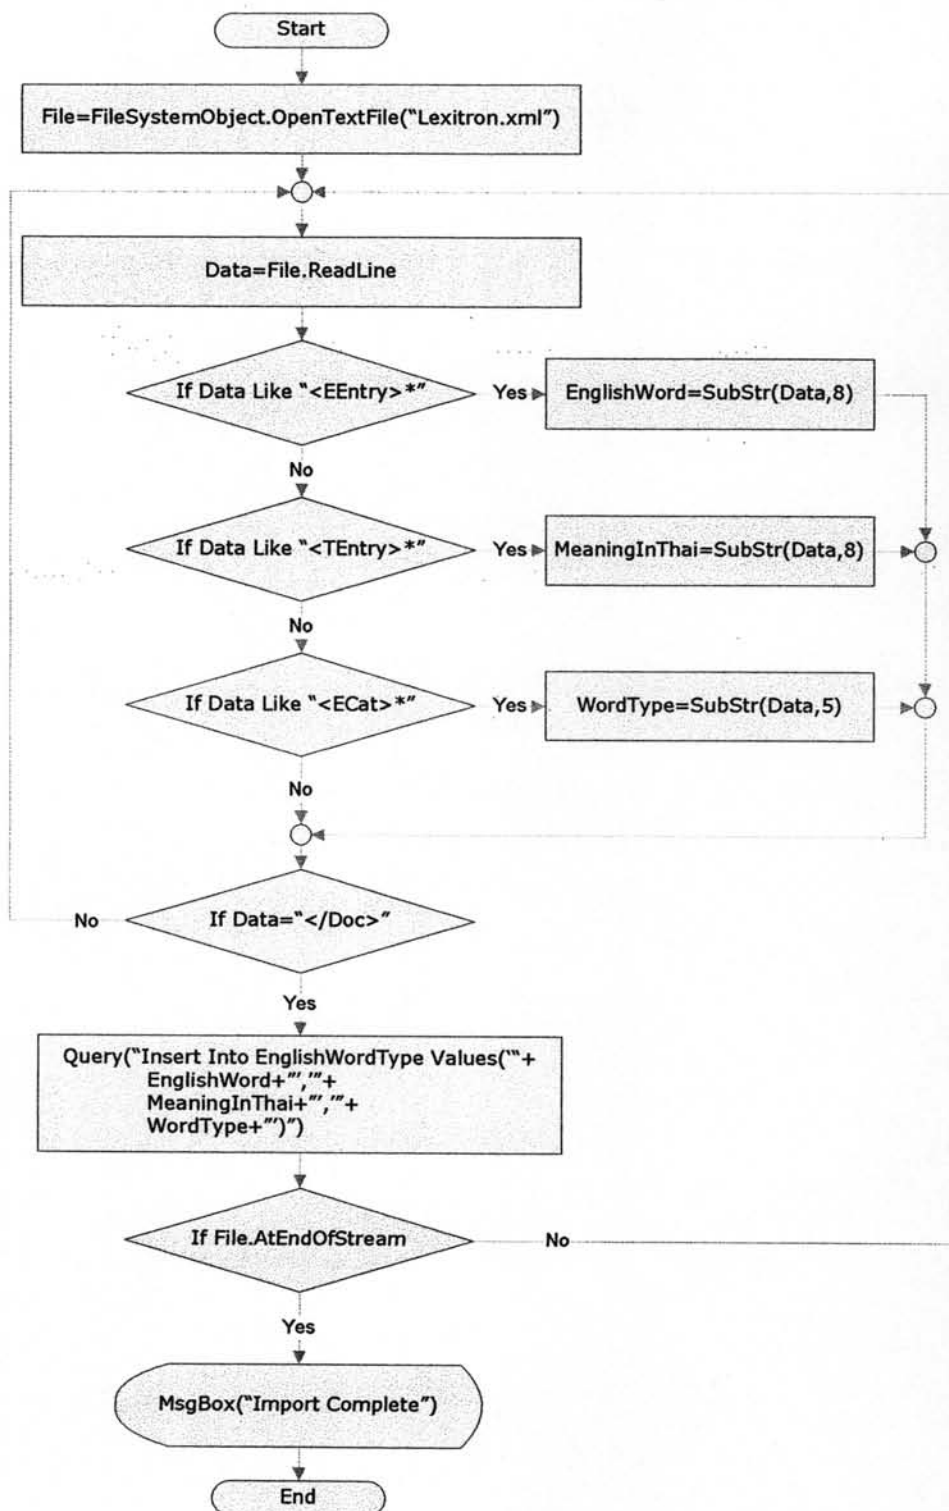 Start
File=FileSystemObject.OpenTextFile("Lexitron.xml")
Data=File.ReadLine
If Data Like "<EEntry>*"
Yes
EnglishWord=SubStr(Data,8)
No
If Data Like "<TEntry>*"
Yes
MeaningInThai=SubStr(Data,8)
No
If Data Like "<ECat>*"
Yes
WordType=SubStr(Data,5)
No
If Data="</Doc>"
No
Yes
Query("Insert Into EnglishWordType Values('"+
EnglishWord+"','"+
MeaningInThai+"','"+
WordType+"')")
If File.AtEndOfStream
No
Yes
MsgBox("Import Complete")
End